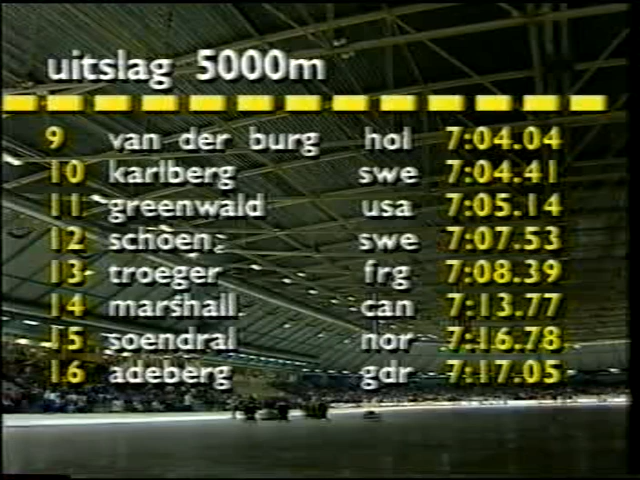 uitslag 5000m
9 van der burg hol 7:04.04
10 karlberg swe 7:04.41
11 greenwald usa 7:05.14
12 schoen swe 7:07.53
13 troeger frg 7:08.39
14 marshall can 7:13.77
15 soendral nor 7:16.78
16 adeberg gdr 7:17.05